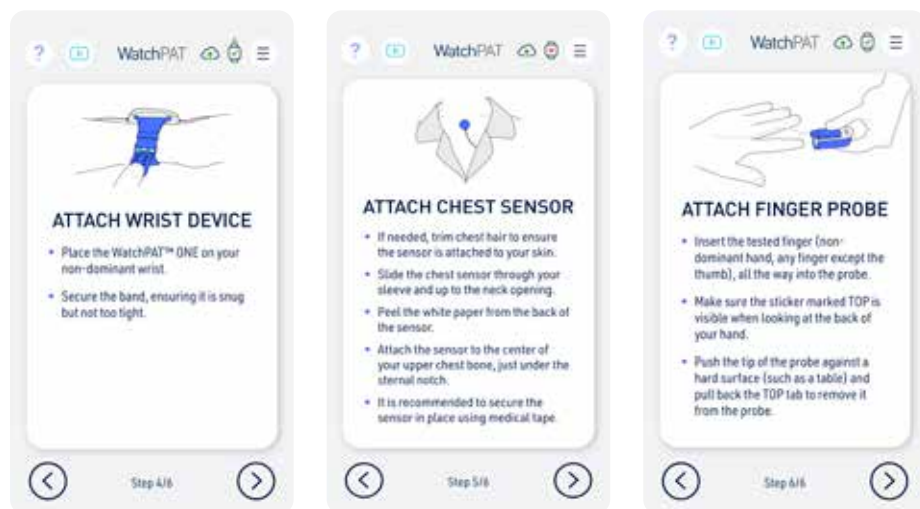 ?
WatchPAT
ATTACH WRIST DEVICE
• Place the WatchPAT™ ONE on your
non-dominant wrist.
• Secure the band, ensuring it is snug
but not too tight.
Step 4/6
?
WatchPAT
ATTACH CHEST SENSOR
• If needed, trim chest hair to ensure
the sensor is attached to your skin.
• Slide the chest sensor through your
sleeve and up to the neck opening.
• Peel the white paper from the back of
the sensor.
• Attach the sensor to the center of
your upper chest bone, just under the
sternal notch.
• It is recommended to secure the
sensor in place using medical tape.
Step 5/6
?
WatchPAT
ATTACH FINGER PROBE
• Insert the tested finger (non-
dominant hand, any finger except the
thumb), all the way into the probe.
• Make sure the sticker marked TOP is
visible when looking at the back of
your hand.
• Push the tip of the probe against a
hard surface (such as a table) and
pull back the TOP tab to remove it
from the probe.
Step 6/6